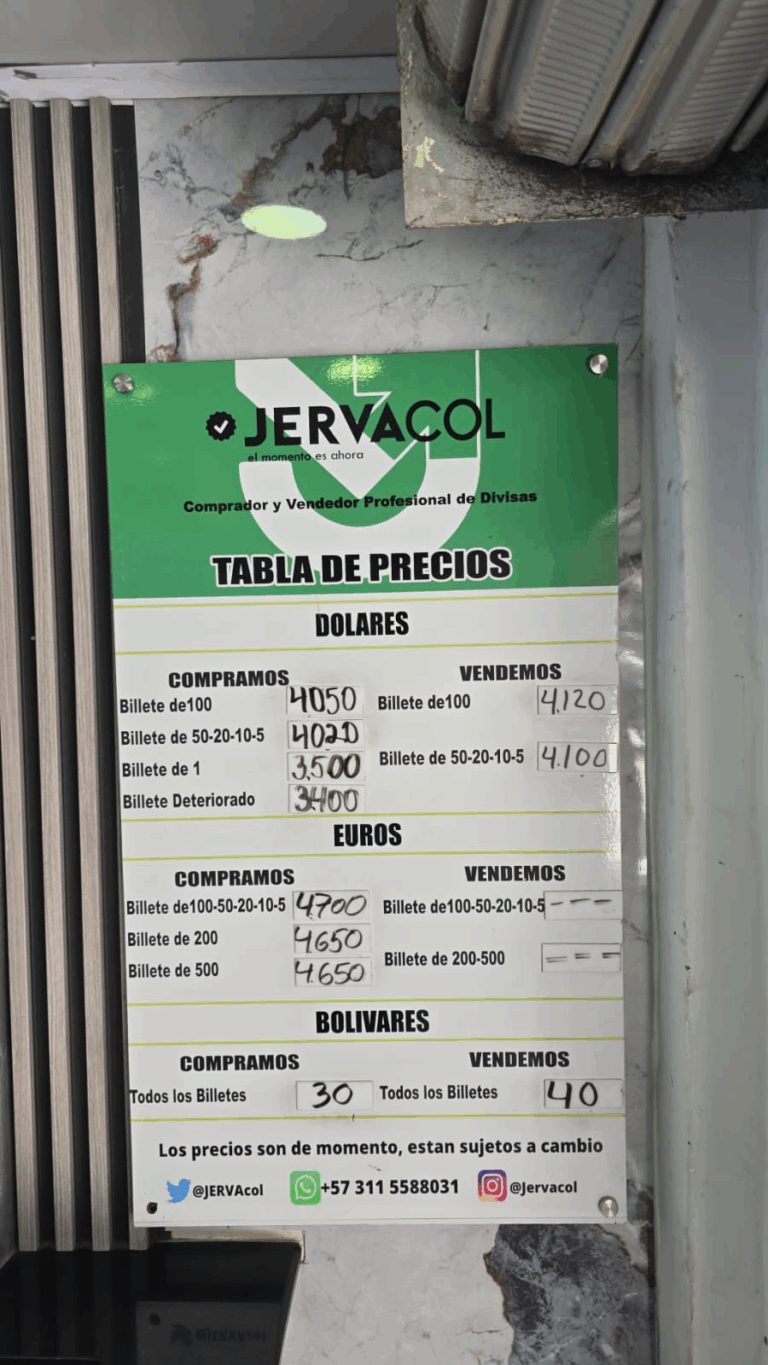 JERVACOL
el momento es ahora
Comprador y Vendedor Profesional de Divisas
TABLA DE PRECIOS
DOLARES
COMPRAMOS
Billete de100 4050
Billete de 50-20-10-5 4020
Billete de 1 3,500
Billete Deteriorado 3400
VENDEMOS
Billete de100 4,120
Billete de 50-20-10-5 4.100
EUROS
COMPRAMOS
Billete de100-50-20-10-5 4.700
Billete de 200 4650
Billete de 500 4.650
VENDEMOS
Billete de100-50-20-10-5 ---
Billete de 200-500 ===
BOLIVARES
COMPRAMOS
Todos los Billetes 30
VENDEMOS
Todos los Billetes 40
Los precios son de momento, estan sujetos a cambio
@JERVAcol +57 311 5588031 @Jervacol